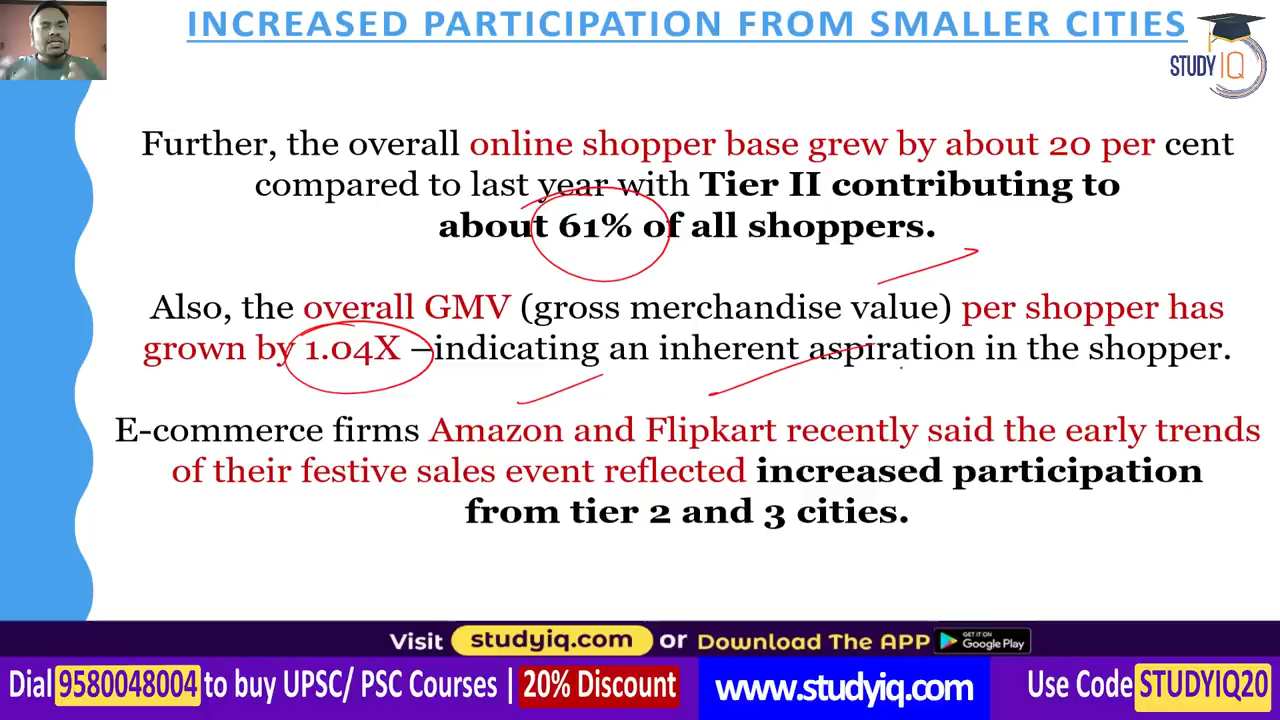 INCREASED PARTICIPATION FROM SMALLER CITIES
STUDY IQ
Further, the overall online shopper base grew by about 20 per cent
compared to last year with Tier II contributing to
about 61% of all shoppers.
Also, the overall GMV (gross merchandise value) per shopper has
grown by 1.04X –indicating an inherent aspiration in the shopper.
E-commerce firms Amazon and Flipkart recently said the early trends
of their festive sales event reflected increased participation
from tier 2 and 3 cities.
Visit studyiq.com or Download The APP GET IT ON Google Play
Dial 9580048004 to buy UPSC/ PSC Courses | 20% Discount www.studyiq.com Use Code STUDYIQ20